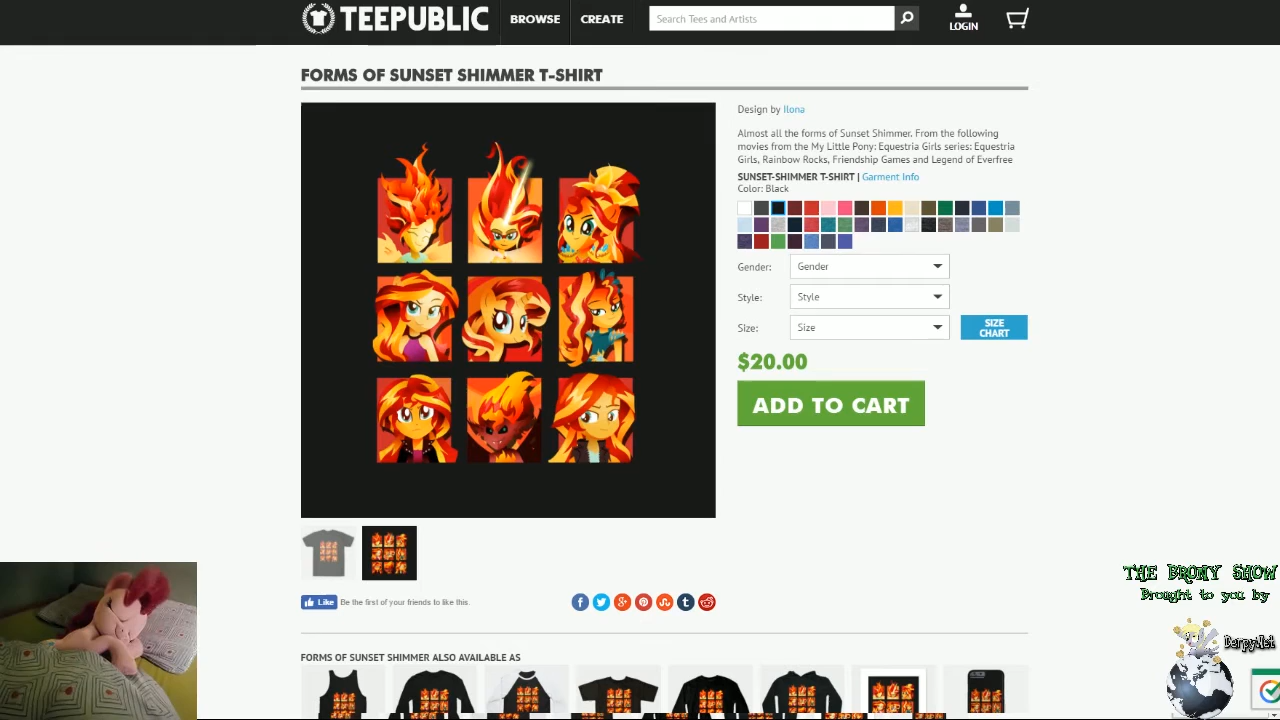 TEEPUBLIC
BROWSE
CREATE
Search Tees and Artists
LOGIN
FORMS OF SUNSET SHIMMER T-SHIRT
Design by Ilona
Almost all the forms of Sunset Shimmer. From the following
movies from the My Little Pony: Equestria Girls series: Equestria
Girls, Rainbow Rocks, Friendship Games and Legend of Everfree
SUNSET-SHIMMER T-SHIRT | Garment Info
Color: Black
Gender: Gender
Style: Style
Size: Size
SIZE
CHART
$20.00
ADD TO CART
Like Be the first of your friends to like this.
THE BRONY SHOW
Brought to you by
FORMS OF SUNSET SHIMMER ALSO AVAILABLE AS